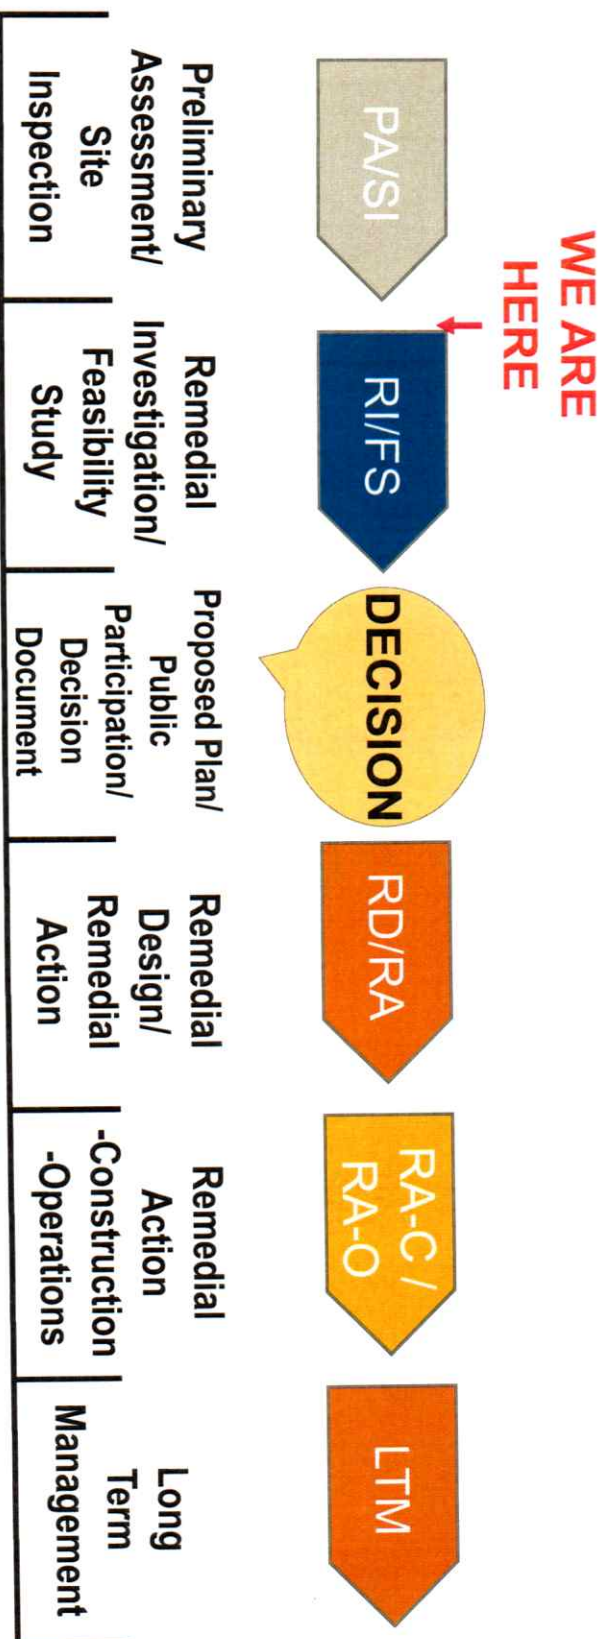 WE ARE
HERE
PA/SI
RI/FS
DECISION
RD/RA
RA-C /
RA-O
LTM
Preliminary
Assessment/
Site
Inspection
Remedial
Investigation/
Feasibility
Study
Proposed Plan/
Public
Participation/
Decision
Document
Remedial
Design/
Remedial
Action
Remedial
Action
-Construction
-Operations
Long
Term
Management